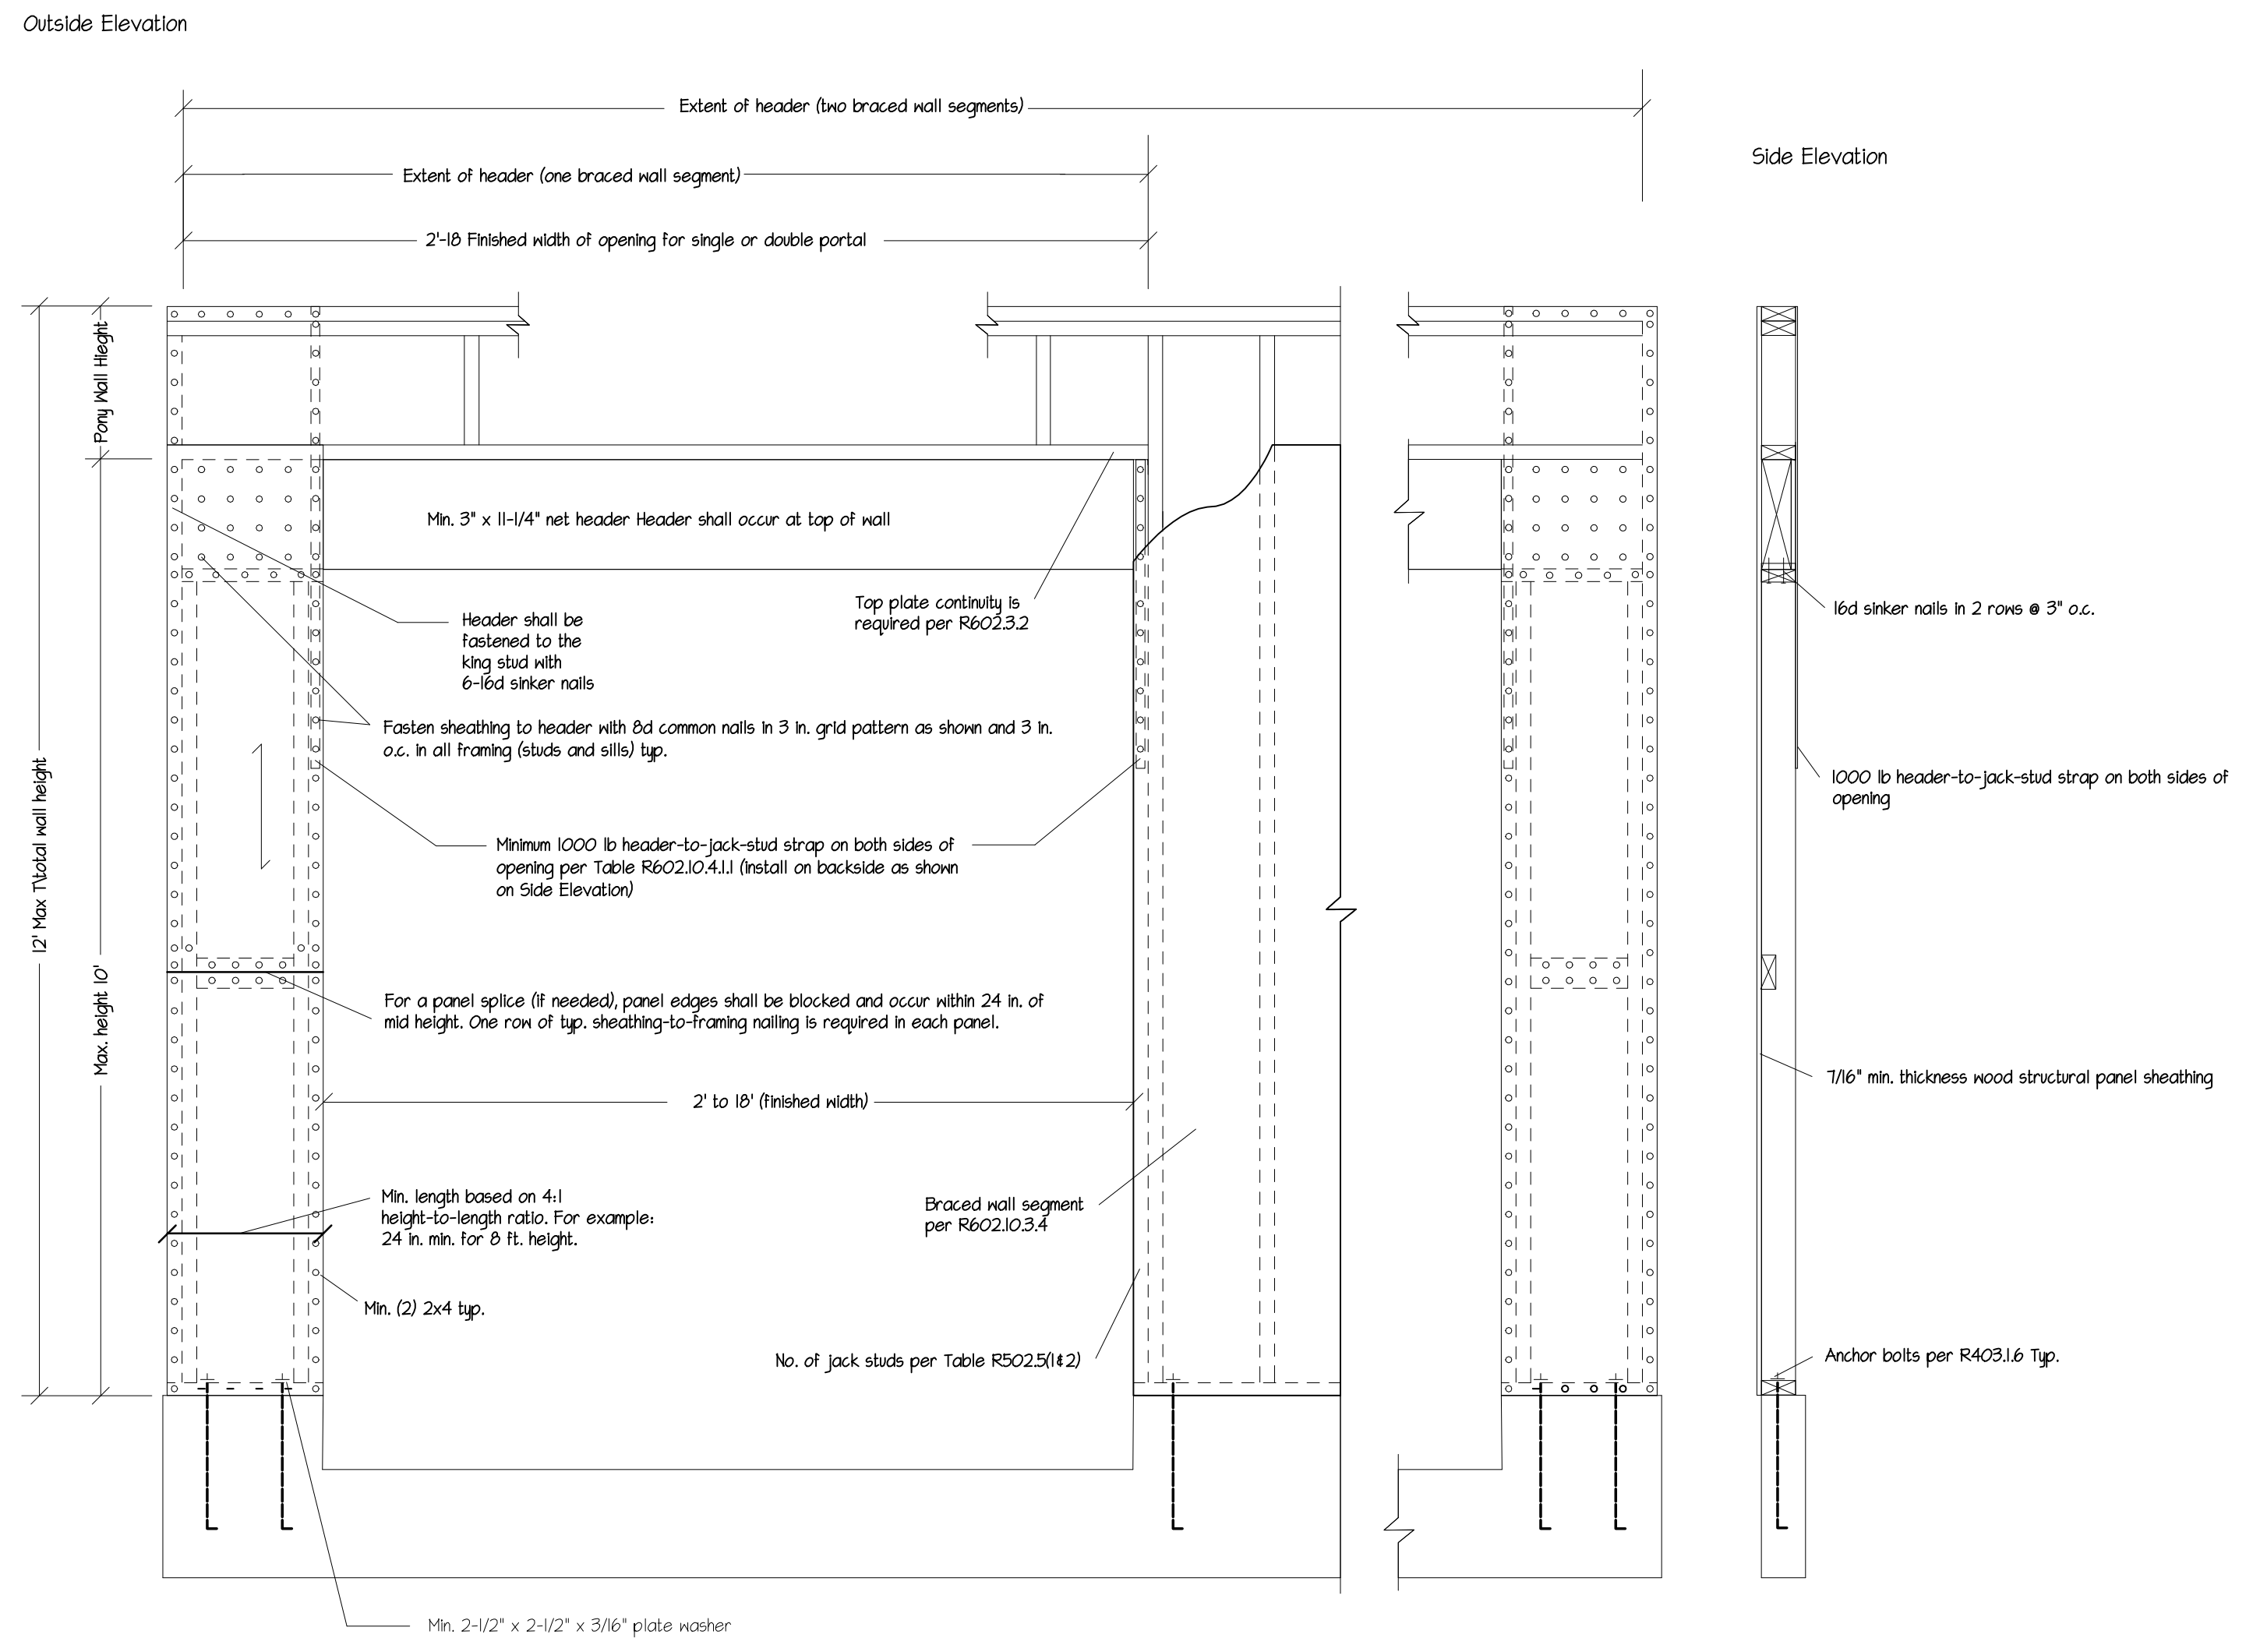 Outside Elevation
Extent of header (two braced wall segments)
Side Elevation
Extent of header (one braced wall segment)
2'-18 Finished width of opening for single or double portal
Pony Wall Hieght
12' Max T\total wall height
Max. height 10'
Min. 3" x 11-1/4" net header Header shall occur at top of wall
Header shall be
fastened to the
king stud with
6-16d sinker nails
Top plate continuity is
required per R602.3.2
16d sinker nails in 2 rows @ 3" o.c.
Fasten sheathing to header with 8d common nails in 3 in. grid pattern as shown and 3 in.
o.c. in all framing (studs and sills) typ.
1000 lb header-to-jack-stud strap on both sides of
opening
Minimum 1000 lb header-to-jack-stud strap on both sides of
opening per Table R602.10.4.1.1 (install on backside as shown
on Side Elevation)
For a panel splice (if needed), panel edges shall be blocked and occur within 24 in. of
mid height. One row of typ. sheathing-to-framing nailing is required in each panel.
7/16" min. thickness wood structural panel sheathing
2' to 18' (finished width)
Min. length based on 4:1
height-to-length ratio. For example:
24 in. min. for 8 ft. height.
Braced wall segment
per R602.10.3.4
Min. (2) 2x4 typ.
No. of jack studs per Table R502.5(1&2)
Anchor bolts per R403.1.6 Typ.
Min. 2-1/2" x 2-1/2" x 3/16" plate washer